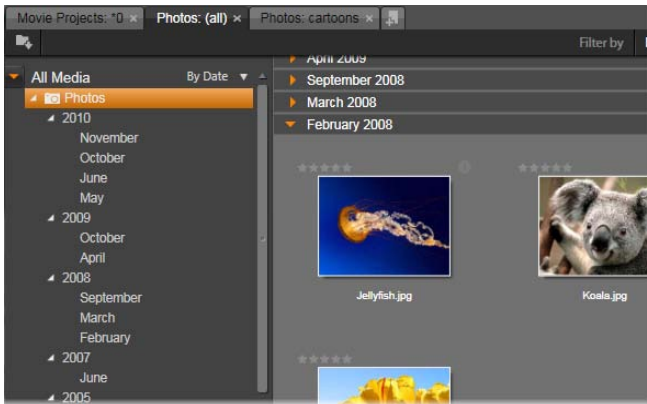 Movie Projects: *0 × Photos: (all) × Photos: cartoons ×
Filter by
All Media By Date ▼
Photos
2010
November
October
June
May
2009
October
April
2008
September
March
February
2007
June
2005
April 2009
September 2008
March 2008
February 2008
Jellyfish.jpg Koala.jpg